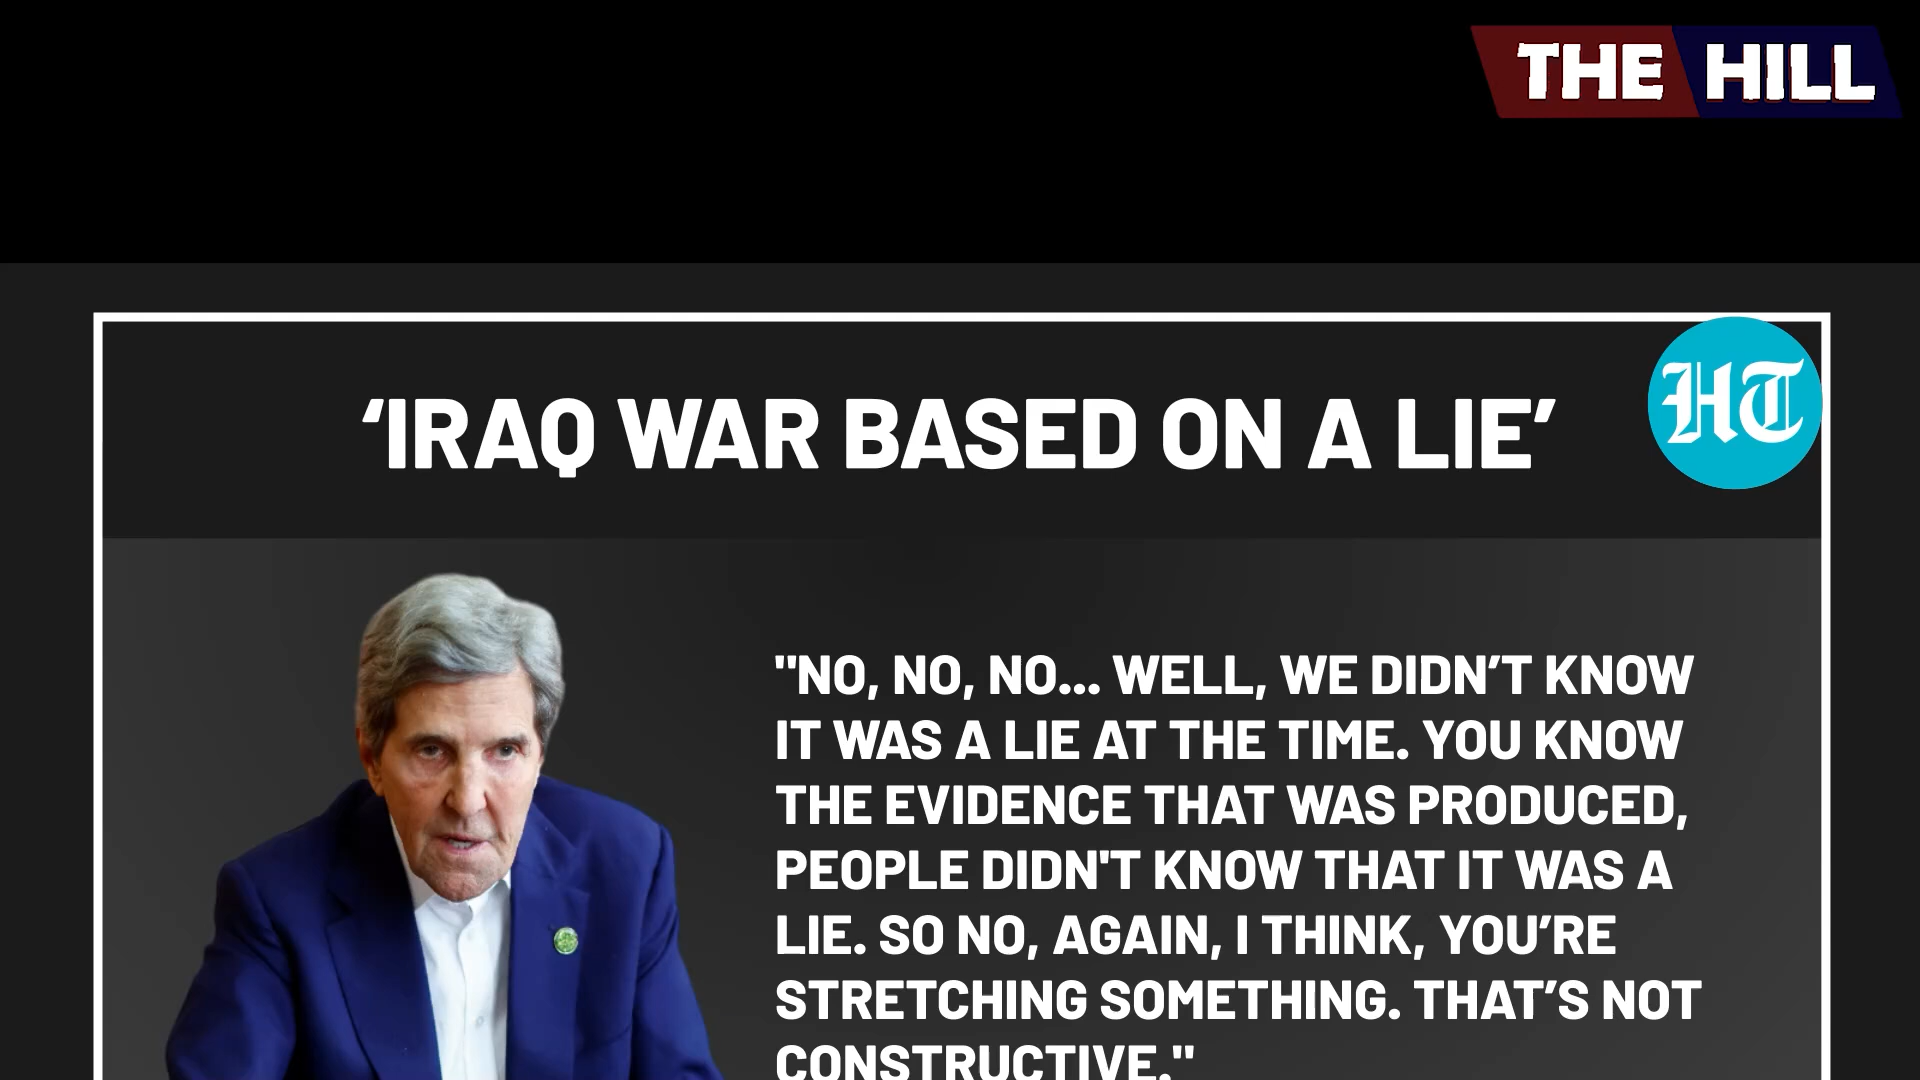 THE HILL
‘IRAQ WAR BASED ON A LIE’
HT
"NO, NO, NO... WELL, WE DIDN’T KNOW
IT WAS A LIE AT THE TIME. YOU KNOW
THE EVIDENCE THAT WAS PRODUCED,
PEOPLE DIDN'T KNOW THAT IT WAS A
LIE. SO NO, AGAIN, I THINK, YOU’RE
STRETCHING SOMETHING. THAT’S NOT
CONSTRUCTIVE."